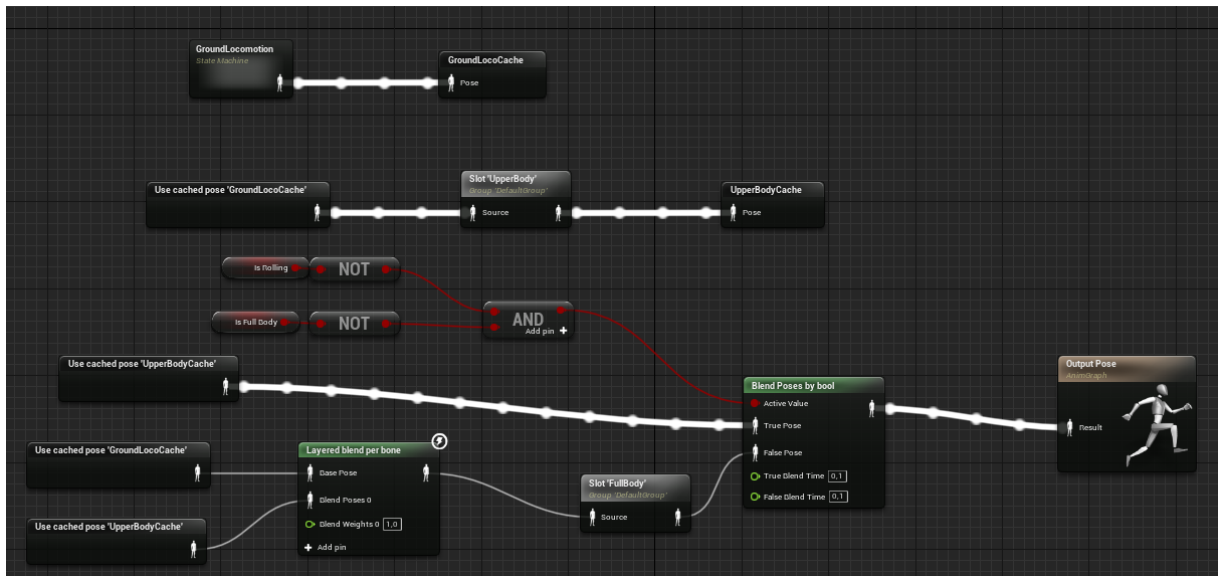 GroundLocomotion
State Machine
GroundLocoCache
Pose
Use cached pose 'GroundLocoCache'
Slot 'UpperBody'
Group 'DefaultGroup'
Source
UpperBodyCache
Pose
Is Rolling
NOT
Is Full Body
NOT
AND
Add pin
Use cached pose 'UpperBodyCache'
Blend Poses by bool
Active Value
True Pose
False Pose
True Blend Time 0,1
False Blend Time 0,1
Output Pose
AnimGraph
Result
Use cached pose 'GroundLocoCache'
Layered blend per bone
Base Pose
Blend Poses 0
Blend Weights 0 1,0
Add pin
Slot 'FullBody'
Group 'DefaultGroup'
Source
Use cached pose 'UpperBodyCache'